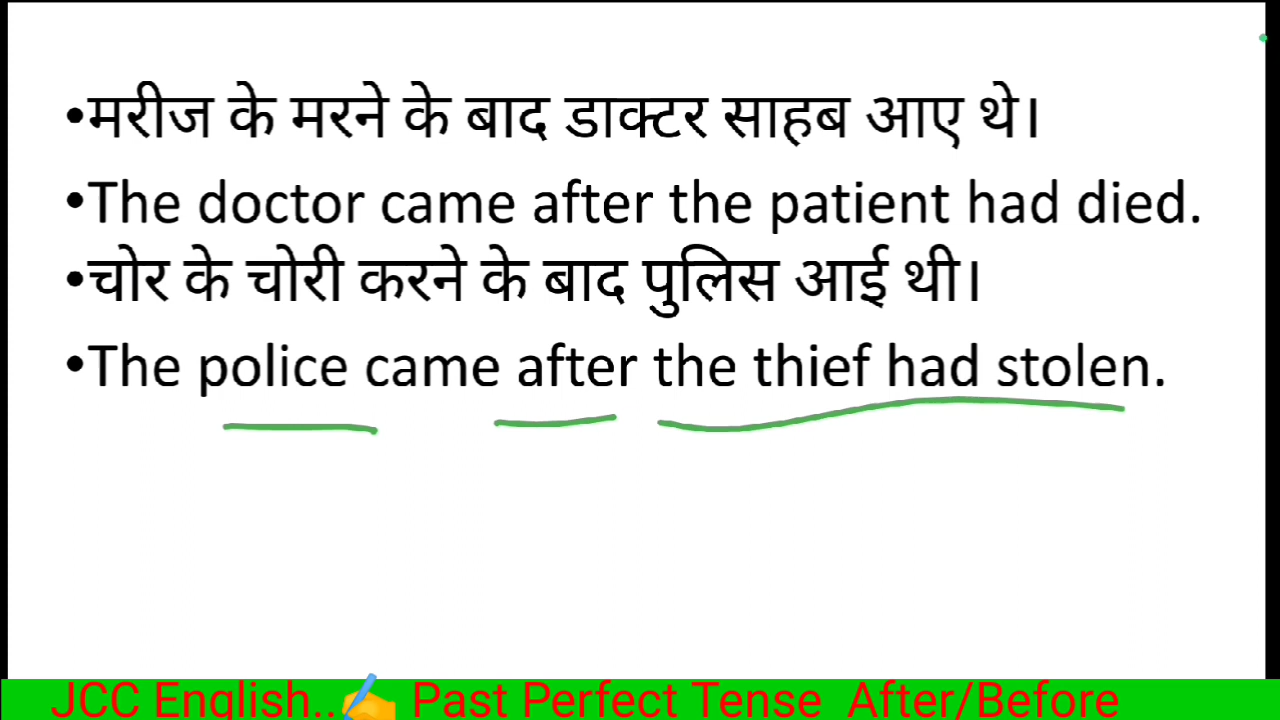 •मरीज के मरने के बाद डाक्टर साहब आए थे।
•The doctor came after the patient had died.
•चोर के चोरी करने के बाद पुलिस आई थी।
•The police came after the thief had stolen.
JCC English..✍ Past Perfect Tense After/Before